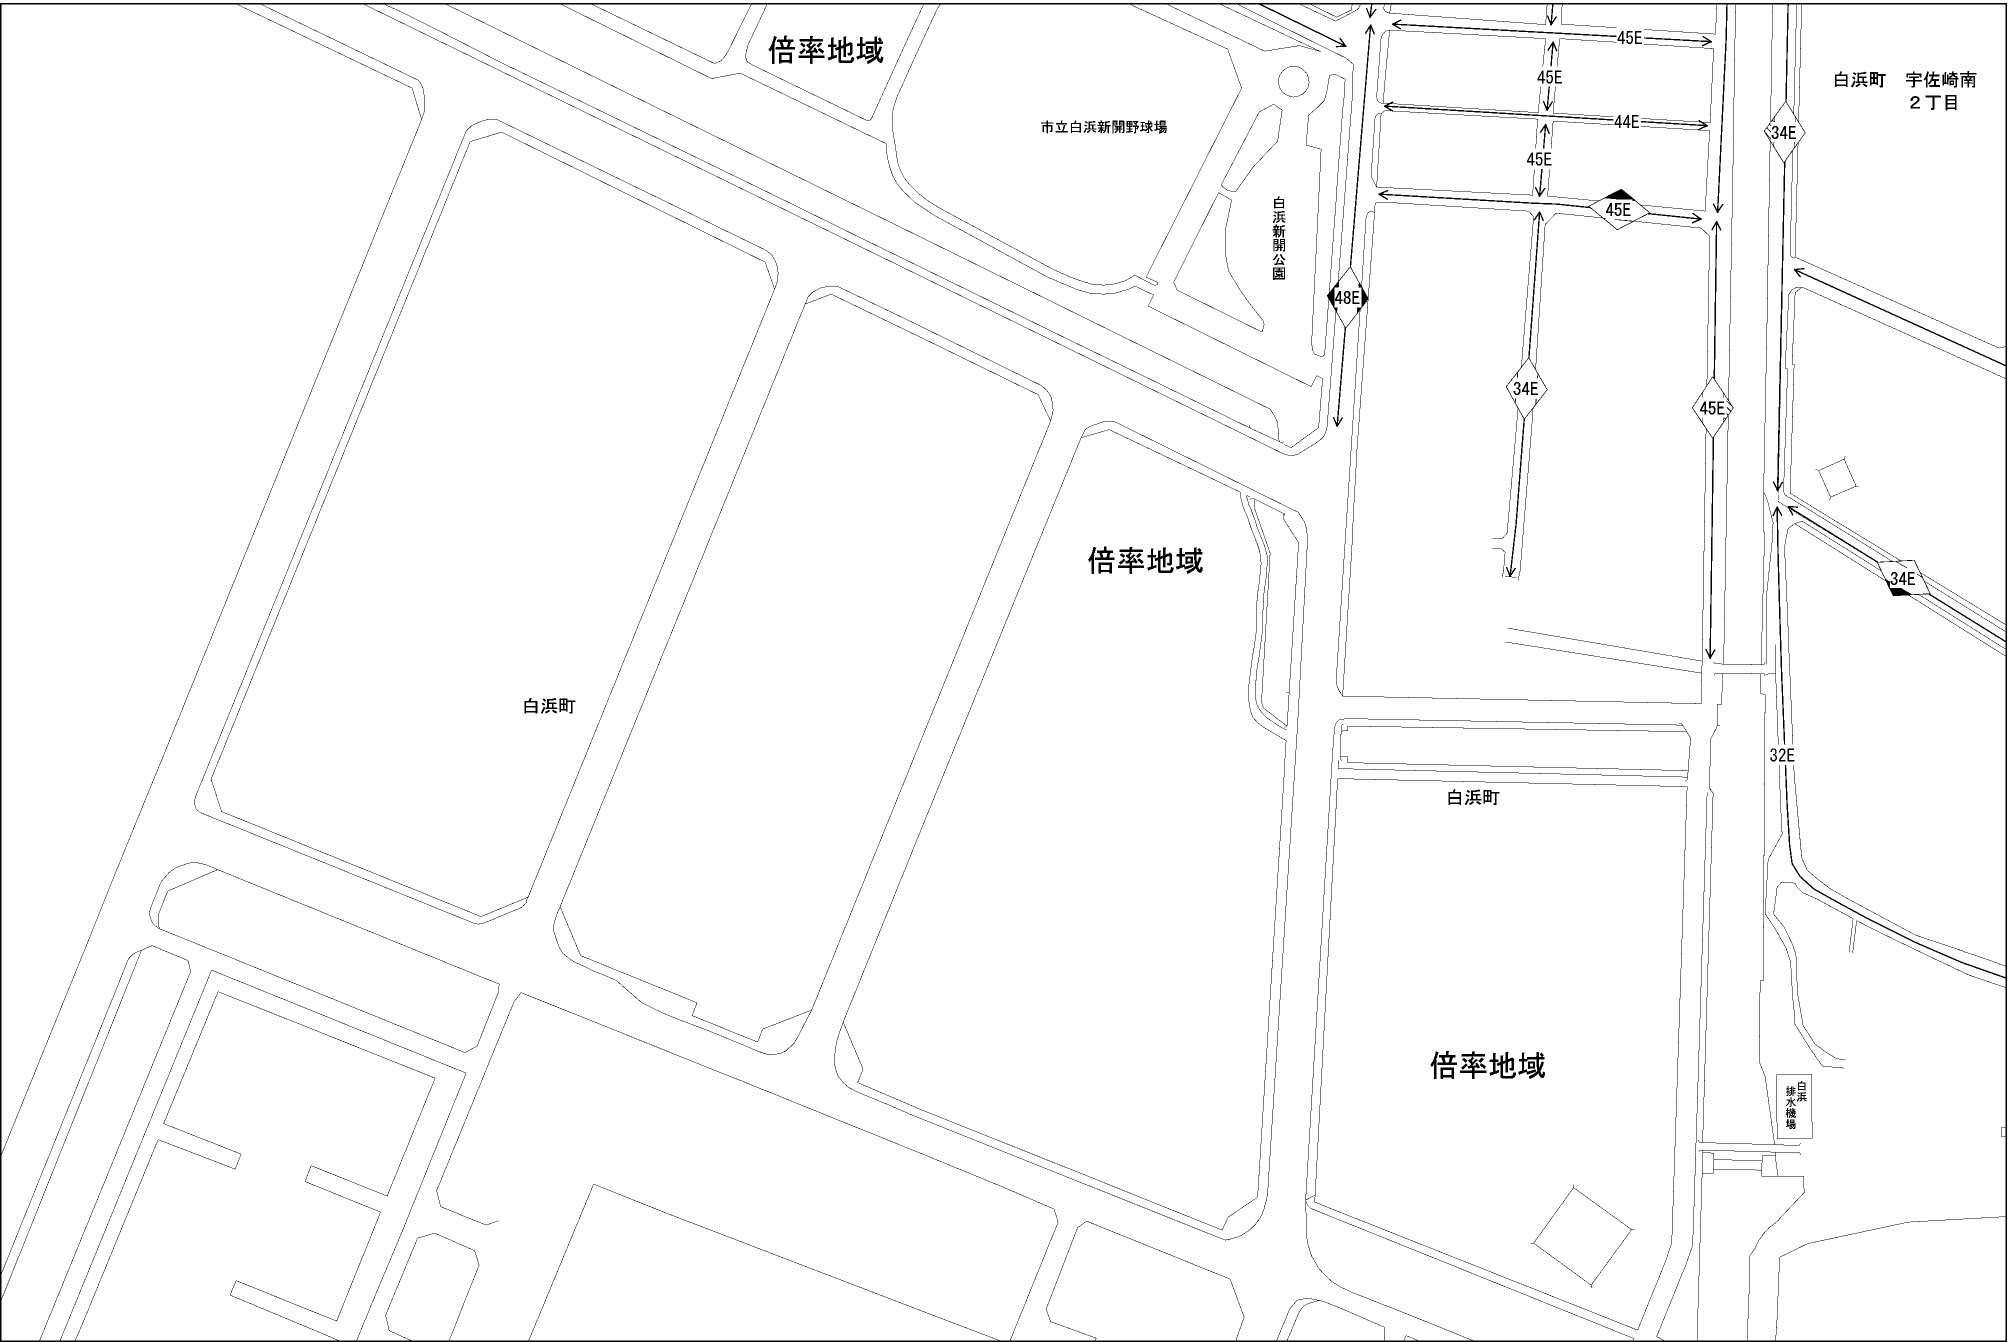 倍率地域
45E
45E
白浜町　宇佐崎南
２丁目
市立白浜新開野球場
44E
34E
45E
白浜新開公園
45E
48E
34E
45E
倍率地域
34E
白浜町
32E
白浜町
倍率地域
白浜
排水機場